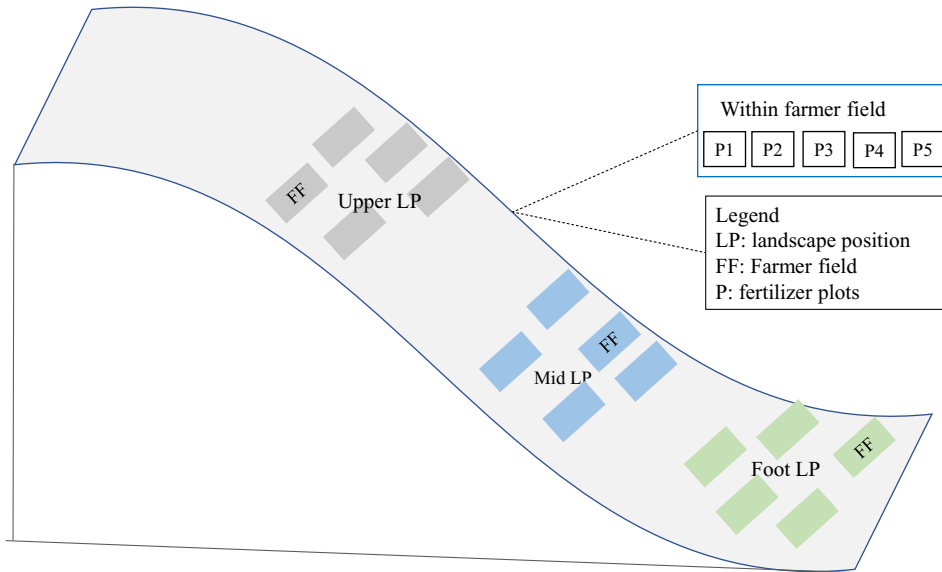 Within farmer field
P1 P2 P3 P4 P5
FF
Upper LP
Legend
LP: landscape position
FF: Farmer field
P: fertilizer plots
FF
Mid LP
FF
Foot LP